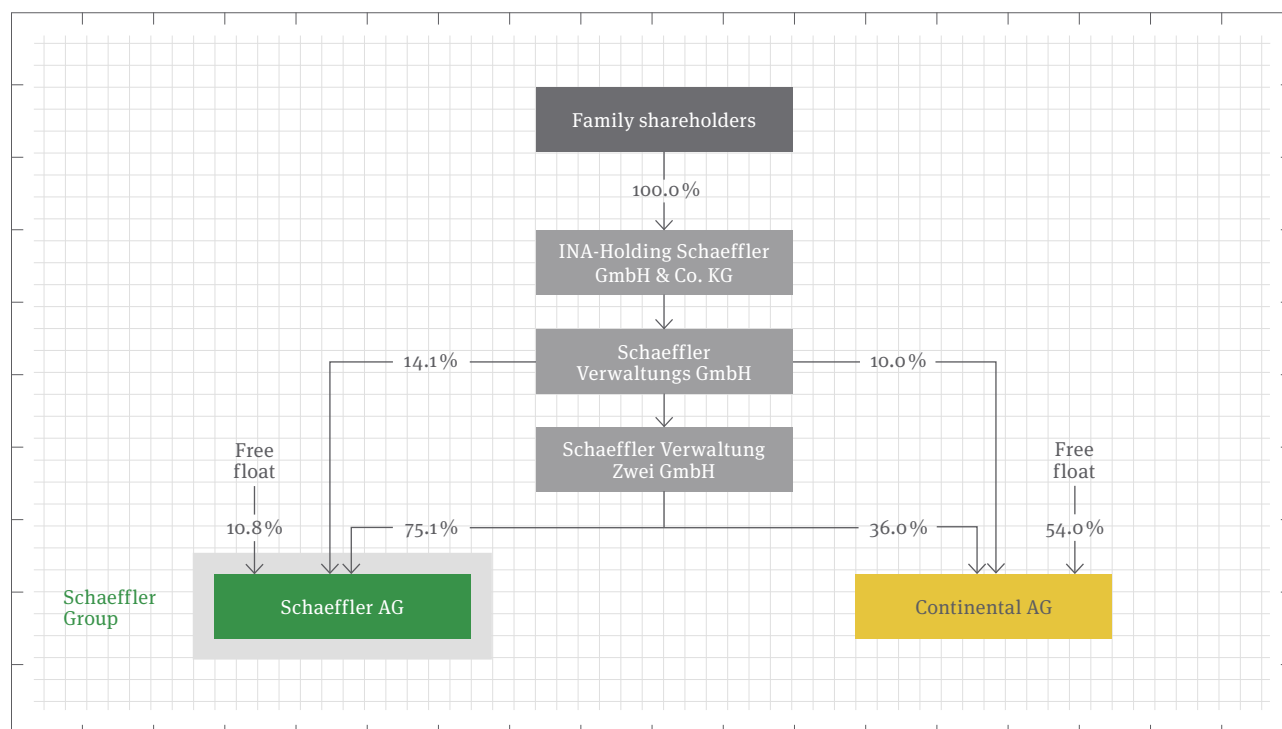 Family shareholders
100.0%
INA-Holding Schaeffler
GmbH & Co. KG
Schaeffler
Verwaltungs GmbH
14.1%
10.0%
Schaeffler Verwaltung
Zwei GmbH
Free
float
Free
float
10.8%
75.1%
36.0%
54.0%
Schaeffler
Group
Schaeffler AG
Continental AG